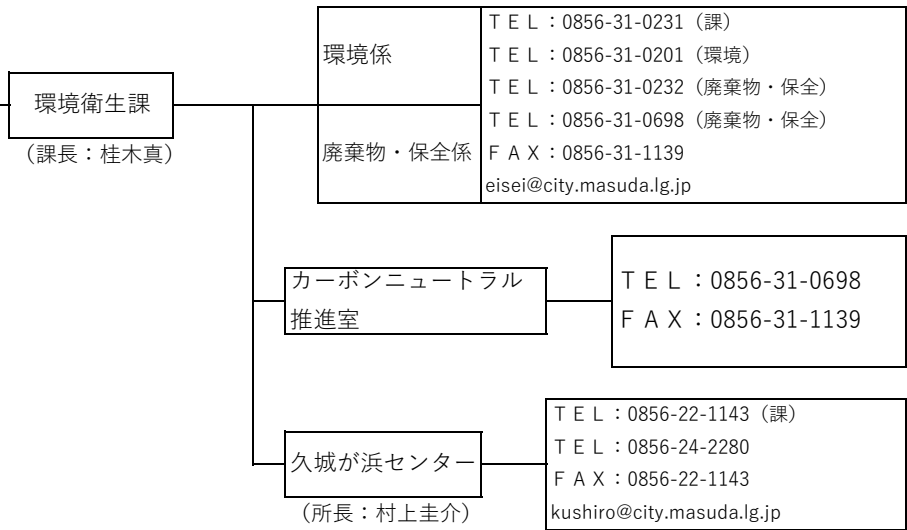 環境衛生課
（課長：桂木真）
環境係
廃棄物・保全係
ＴＥＬ：0856-31-0231（課）
ＴＥＬ：0856-31-0201（環境）
ＴＥＬ：0856-31-0232（廃棄物・保全）
ＴＥＬ：0856-31-0698（廃棄物・保全）
ＦＡＸ：0856-31-1139
eisei@city.masuda.lg.jp
カーボンニュートラル
推進室
ＴＥＬ：0856-31-0698
ＦＡＸ：0856-31-1139
久城が浜センター
（所長：村上圭介）
ＴＥＬ：0856-22-1143（課）
ＴＥＬ：0856-24-2280
ＦＡＸ：0856-22-1143
kushiro@city.masuda.lg.jp